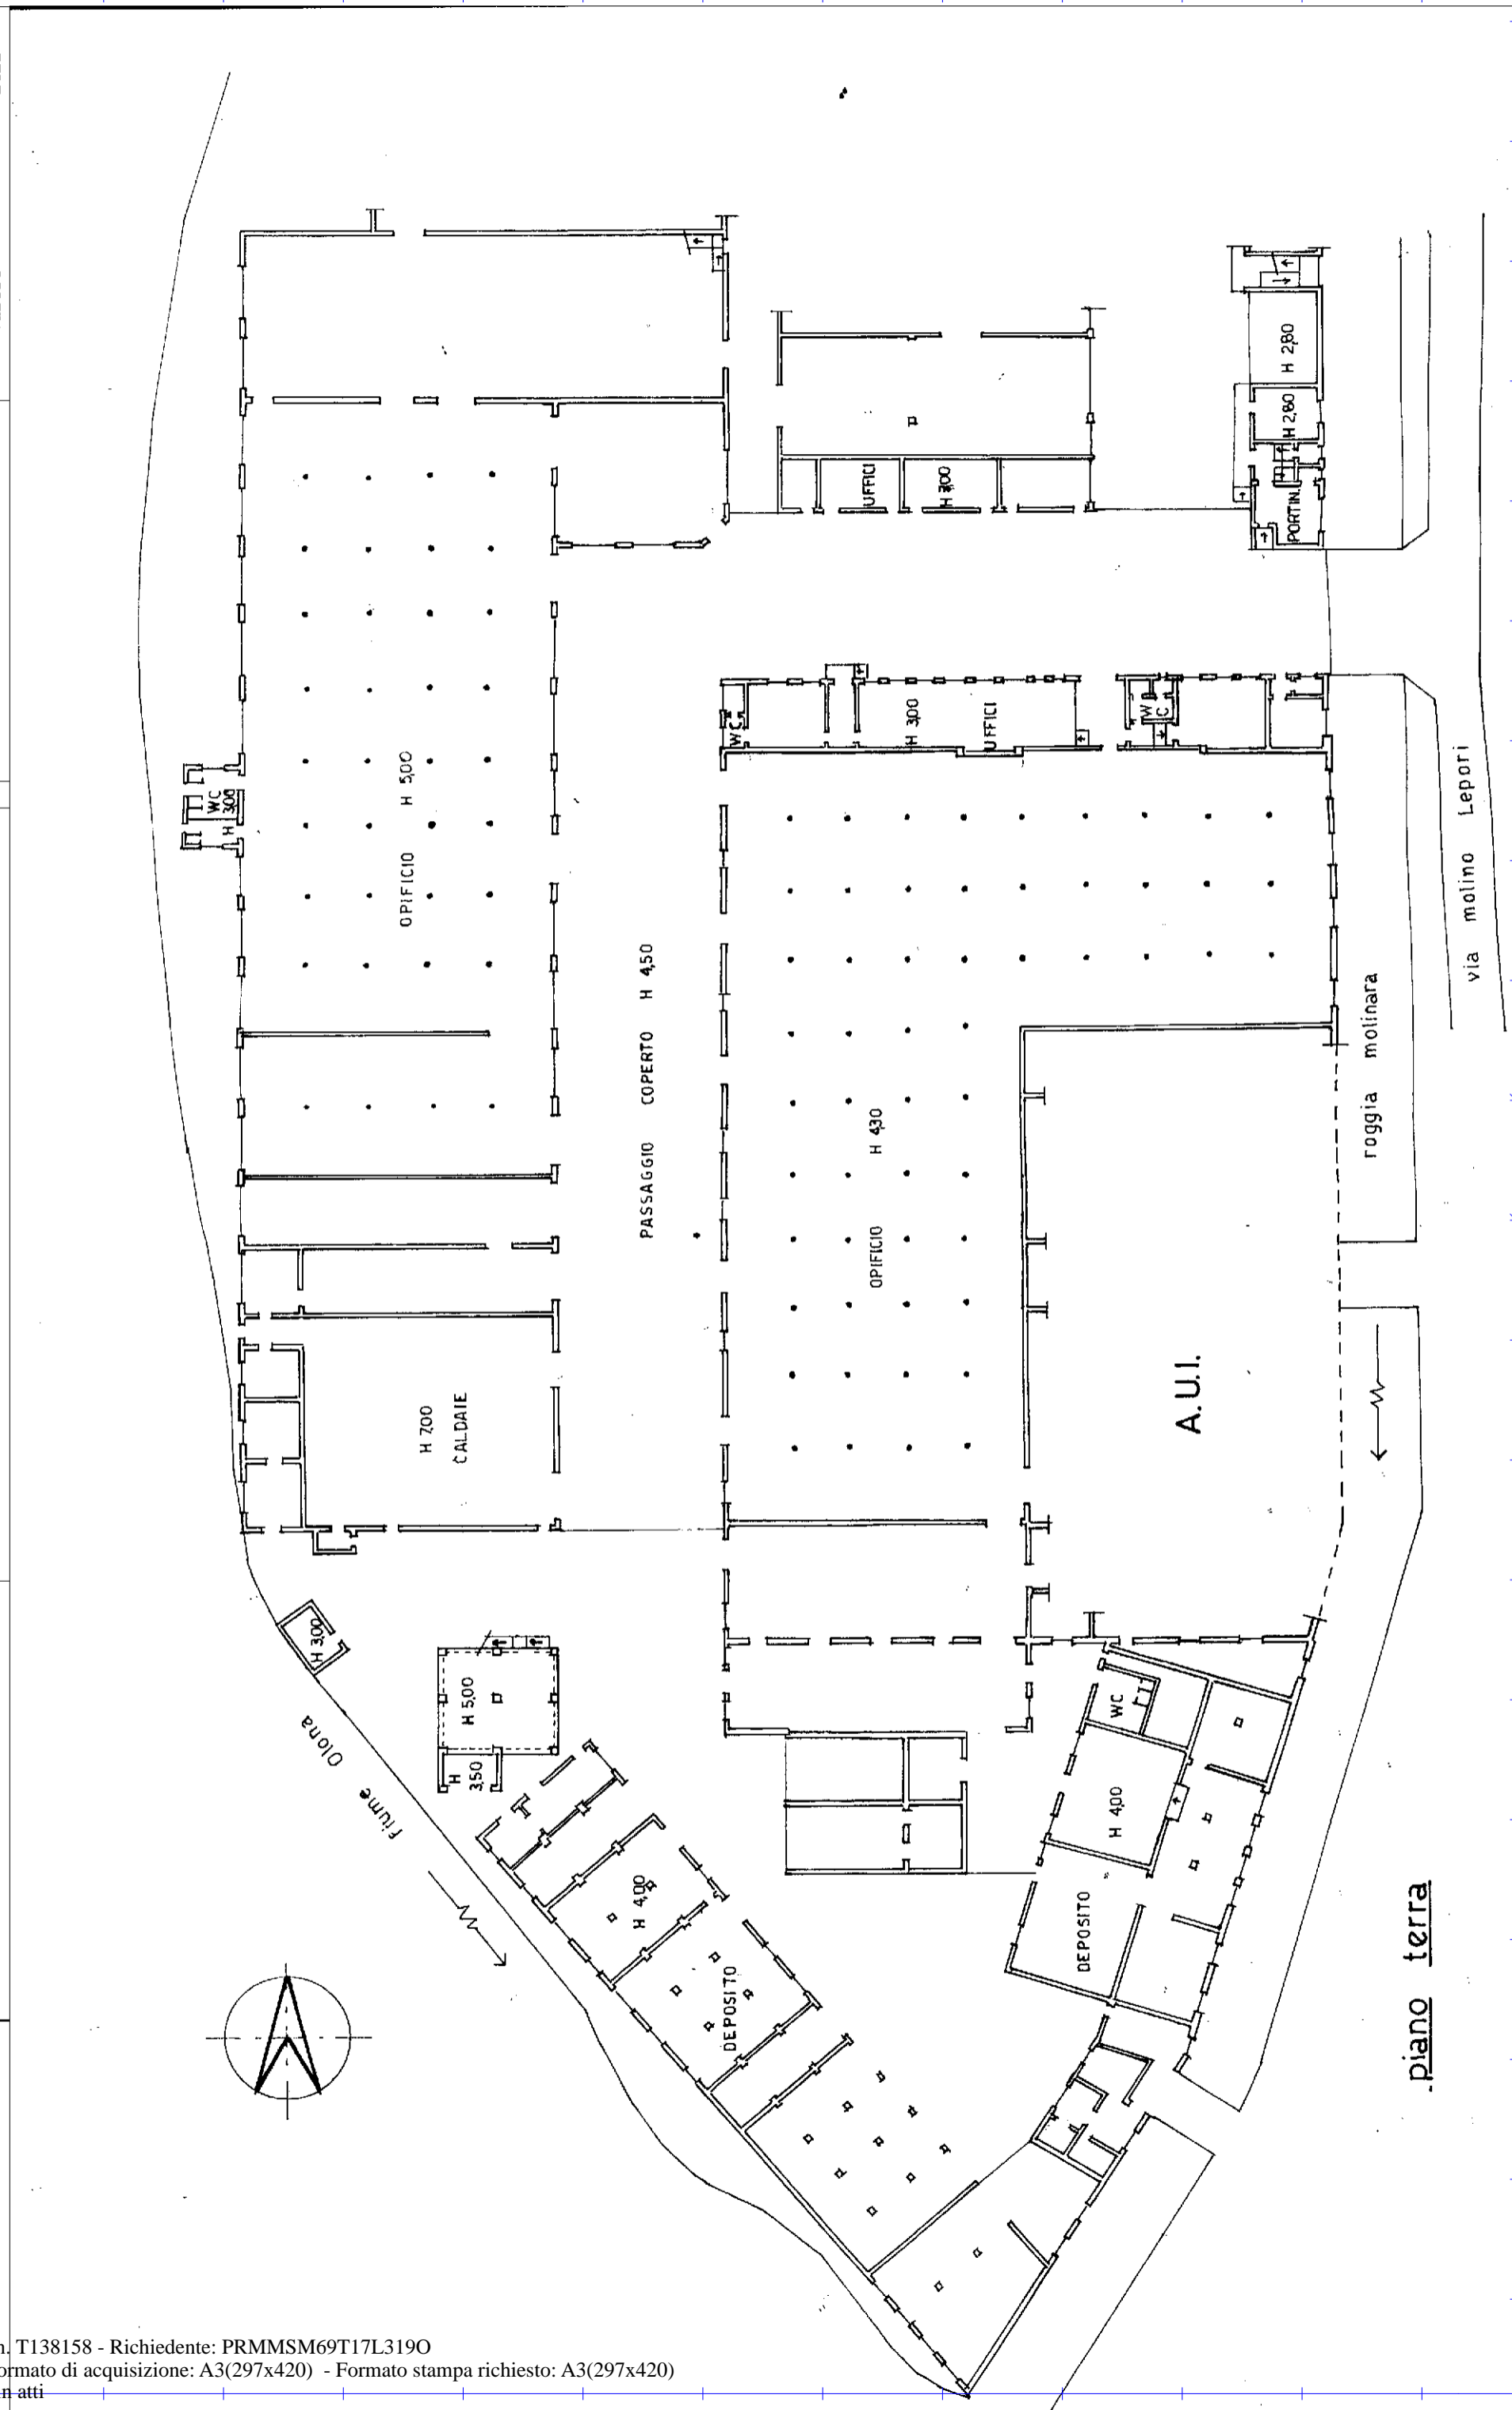 WC
H 3,00
OPIFICIO H 5,00
H 7,00
CALDAIE
H 3,00
Fiume Olona
H 5,00
H 3,50
H 4,00
DEPOSITO
PASSAGGIO COPERTO H 4,50
WC
H 3,00
UFFICI
WC
UFFICI
H 3,00
H 2,80
H 2,80
PORTIN.
OPIFICIO H 4,30
A.U.I.
WC
H 4,00
DEPOSITO
roggia molinara
via molino Lepori
piano terra
n. T138158 - Richiedente: PRMMSM69T17L319O
ormato di acquisizione: A3(297x420) - Formato stampa richiesto: A3(297x420)
n atti